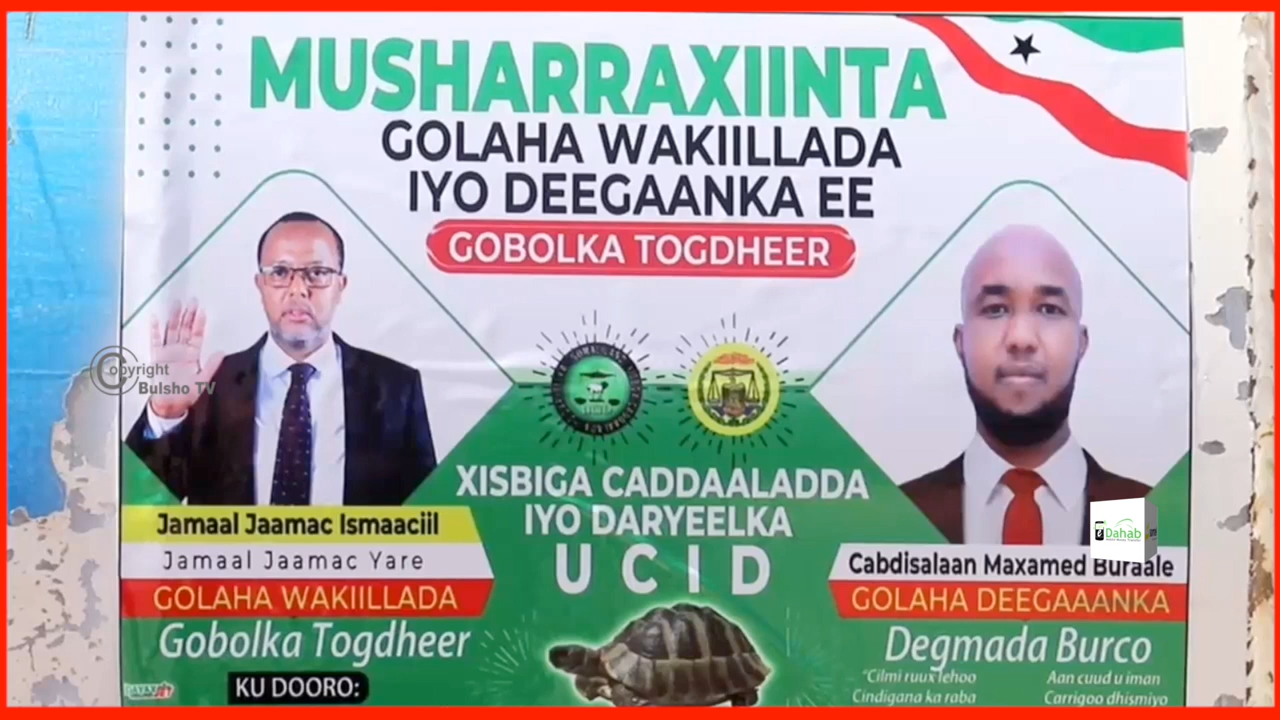 MUSHARRAXIINTA
GOLAHA WAKIILLADA
IYO DEEGAANKA EE
GOBOLKA TOGDHEER
Copyright
Bulsho TV
XISBIGA CADDAALADDA
IYO DARYEELKA
UCID
Jamaal Jaamac Ismaaciil
Jamaal Jaamac Yare
GOLAHA WAKIILLADA
Gobolka Togdheer
KU DOORO:
Dahab
Cabdisalaan Maxamed Buraale
GOLAHA DEEGAAANKA
Degmada Burco
"Cilmi ruux lehoo
Cindigana ka raba
Aan cuud u iman
Carrigoo dhismiyo